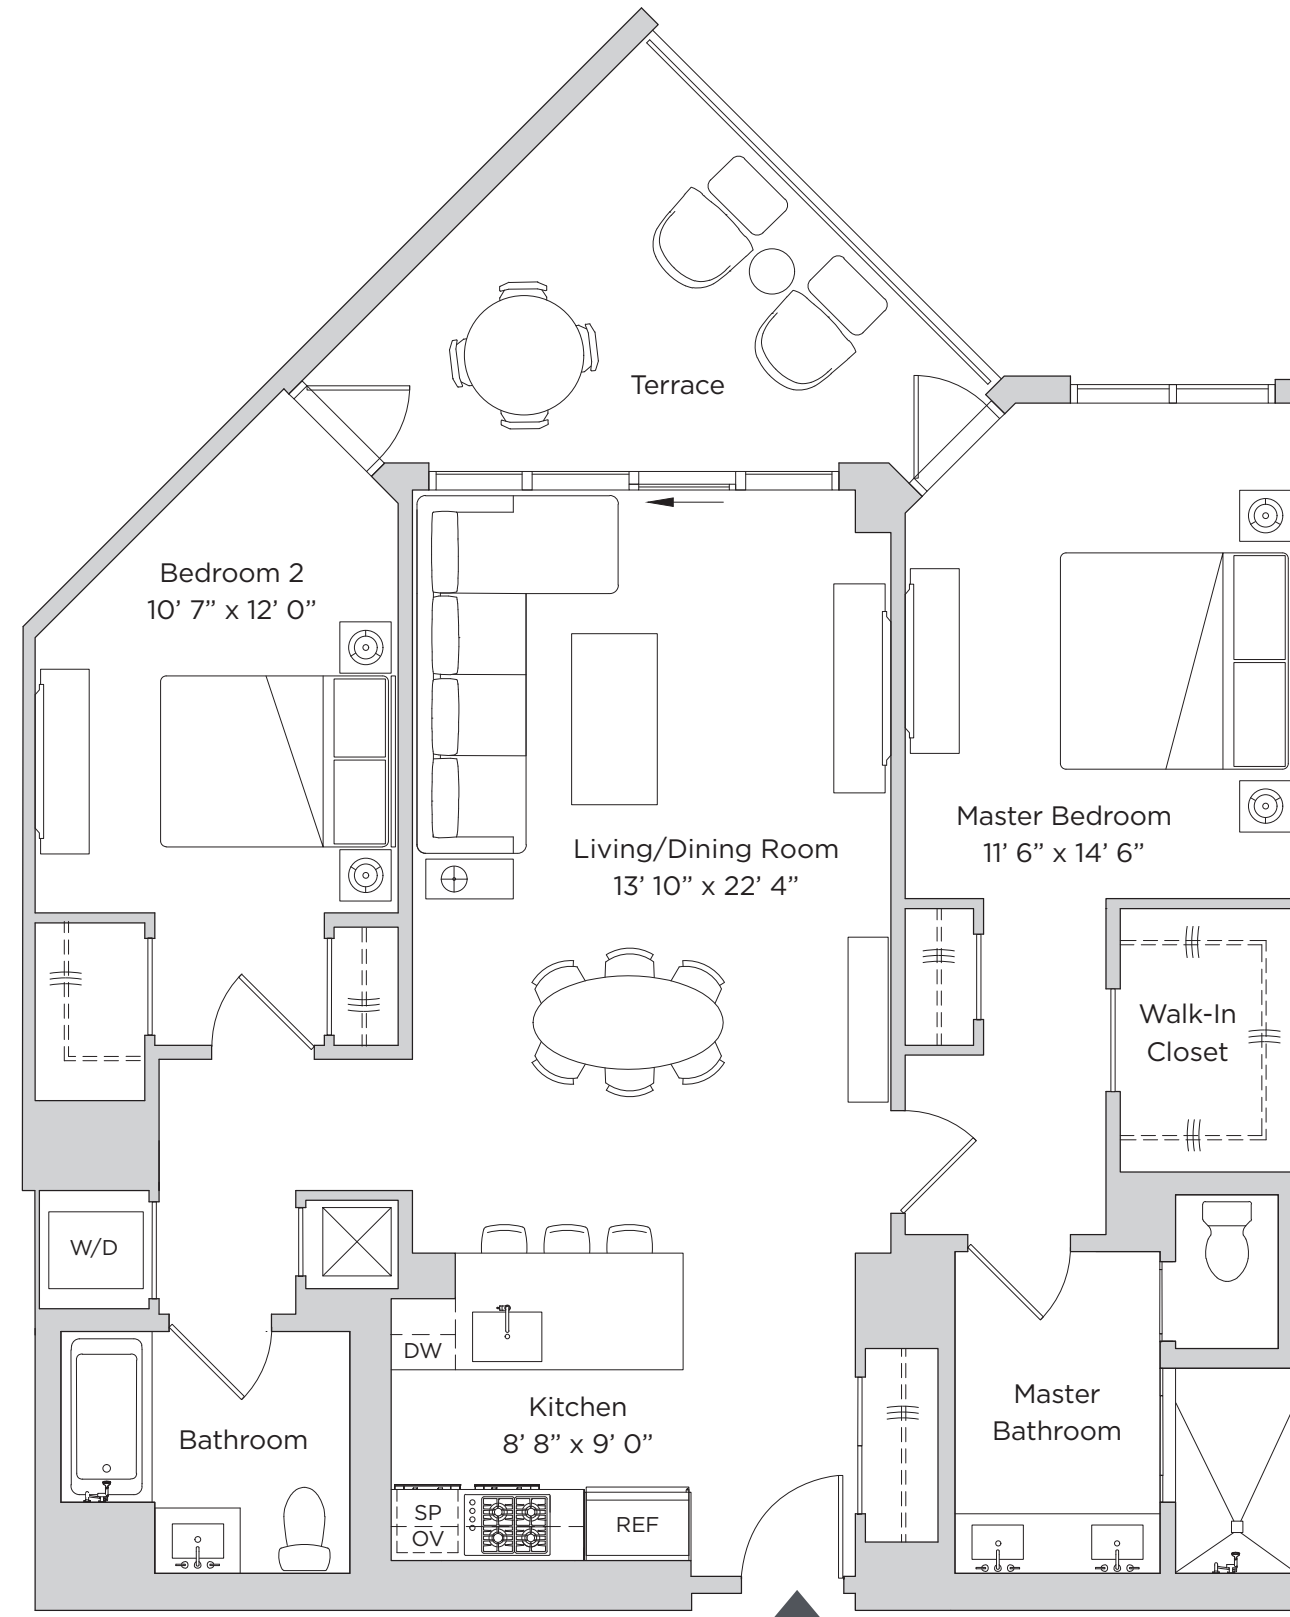 Terrace
Bedroom 2
10’ 7” x 12’ 0”
Master Bedroom
11’ 6” x 14’ 6”
Living/Dining Room
13’ 10” x 22’ 4”
Walk-In
Closet
W/D
DW
Kitchen
8’ 8” x 9’ 0”
Master
Bathroom
Bathroom
SP
OV
REF